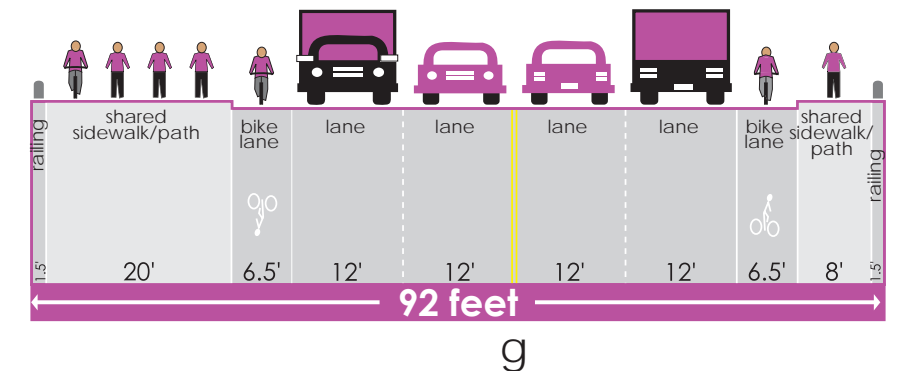 railing
shared
sidewalk/path
bike
lane
lane
lane
lane
lane
bike
lane
shared
sidewalk/
path
railing
1.5'
20'
6.5'
12'
12'
12'
12'
6.5'
8'
1.5'
92 feet
g